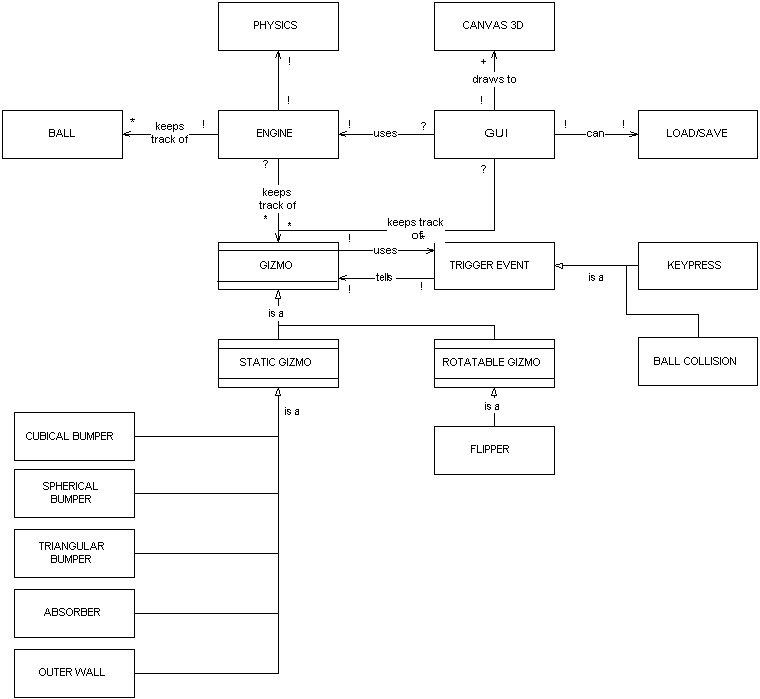 PHYSICS
CANVAS 3D
!
+
draws to
!
!
BALL
*
keeps
track of
!
ENGINE
!
uses
?
GUI
!
can
!
LOAD/SAVE
?
keeps
track of
*
?
*
keeps track
of
*
!
uses
GIZMO
TRIGGER EVENT
KEYPRESS
tells
!
!
is a
is a
STATIC GIZMO
ROTATABLE GIZMO
BALL COLLISION
is a
is a
CUBICAL BUMPER
FLIPPER
SPHERICAL
BUMPER
TRIANGULAR
BUMPER
ABSORBER
OUTER WALL